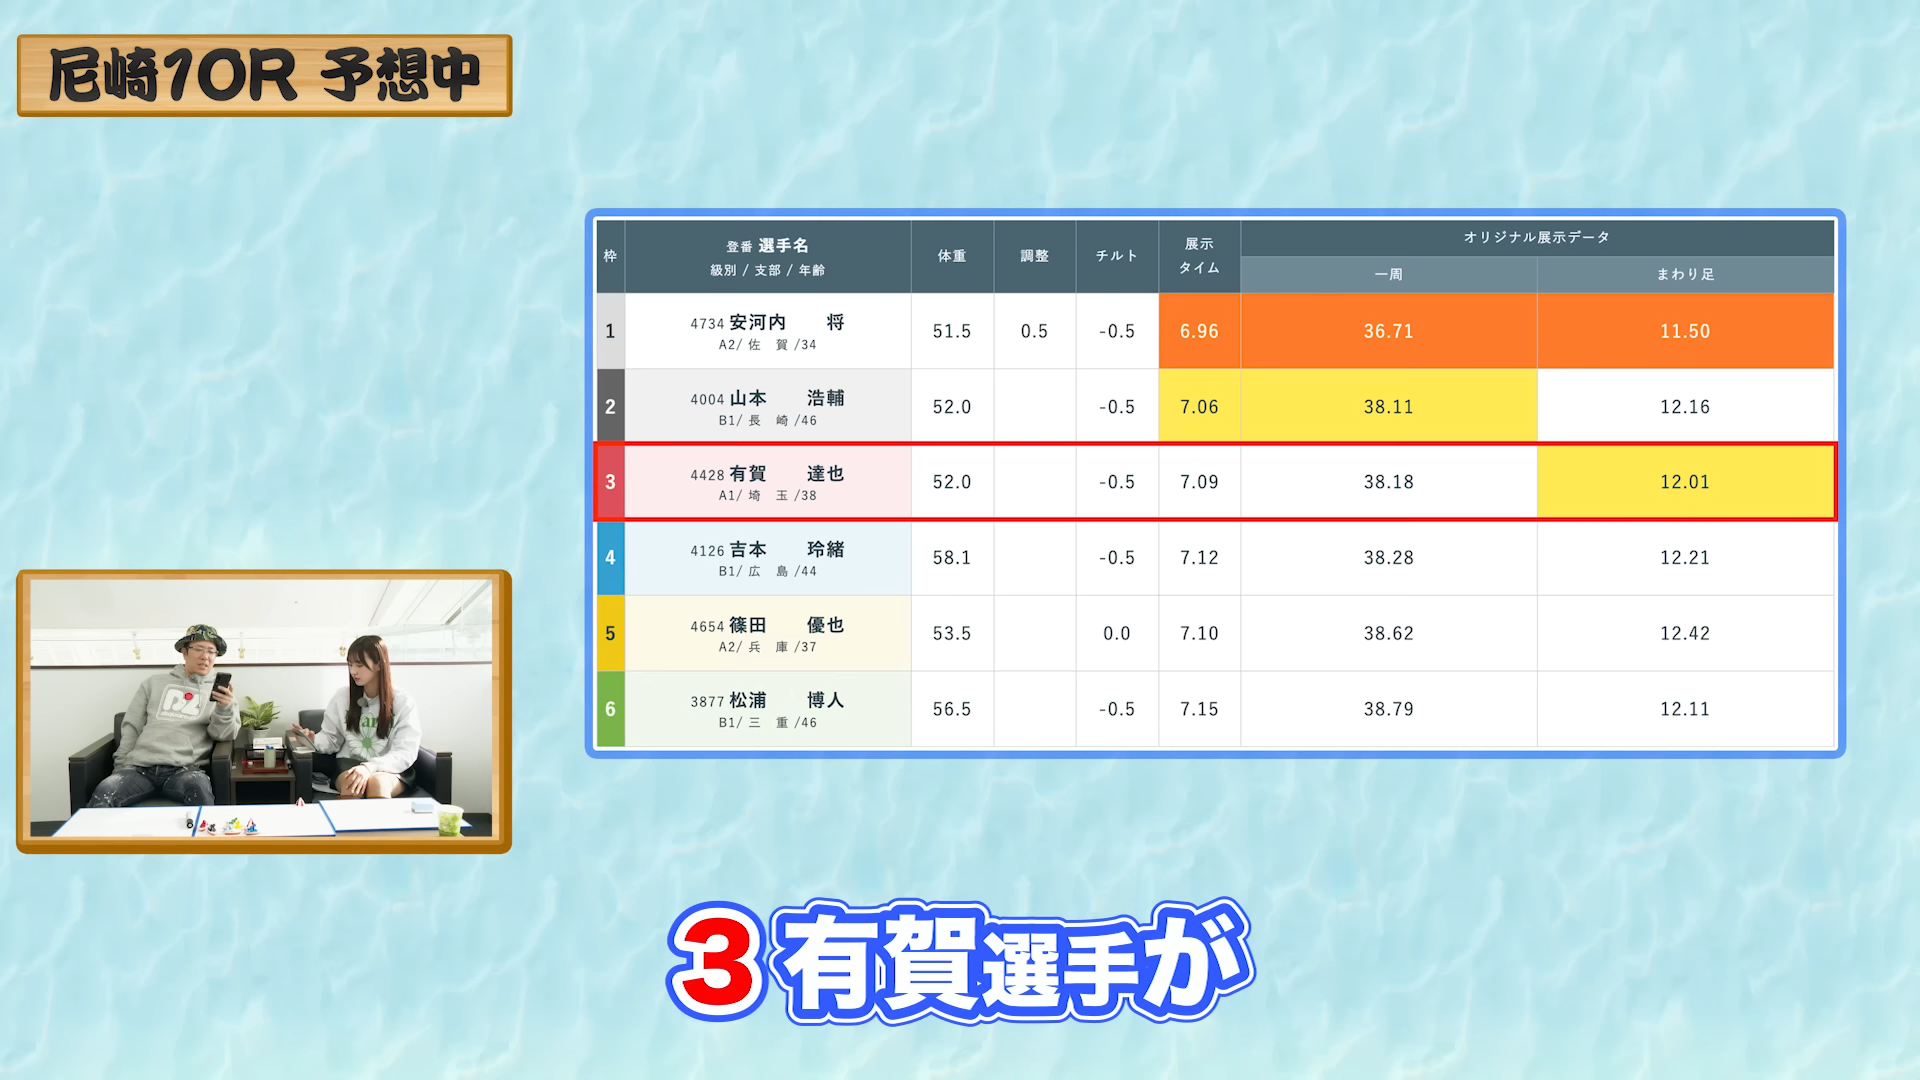 尼崎10R 予想中
枠 登番 選手名 級別 / 支部 / 年齢 体重 調整 チルト 展示タイム オリジナル展示データ
一周 まわり足
1 4734 安河内 将 51.5 0.5 -0.5 6.96 36.71 11.50
A2/ 佐 賀 /34
2 4004 山本 浩輔 52.0 -0.5 7.06 38.11 12.16
B1/ 長 崎 /46
3 4428 有賀 達也 52.0 -0.5 7.09 38.18 12.01
A1/ 埼 玉 /38
4 4126 吉本 玲緒 58.1 -0.5 7.12 38.28 12.21
B1/ 広 島 /44
5 4654 篠田 優也 53.5 0.0 7.10 38.62 12.42
A2/ 兵 庫 /37
6 3877 松浦 博人 56.5 -0.5 7.15 38.79 12.11
B1/ 三 重 /46
3 有賀選手が